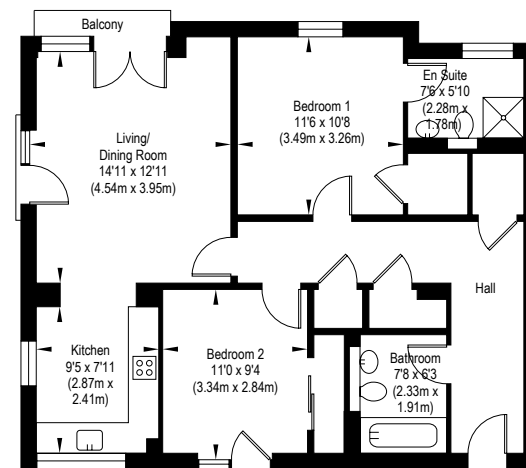 Balcony
En Suite
7'6 x 5'10
(2.28m x
1.78m)
Bedroom 1
11'6 x 10'8
(3.49m x 3.26m)
Living/
Dining Room
14'11 x 12'11
(4.54m x 3.95m)
Hall
Kitchen
9'5 x 7'11
(2.87m x
2.41m)
Bedroom 2
11'0 x 9'4
(3.34m x 2.84m)
Bathroom
7'8 x 6'3
(2.33m x
1.91m)